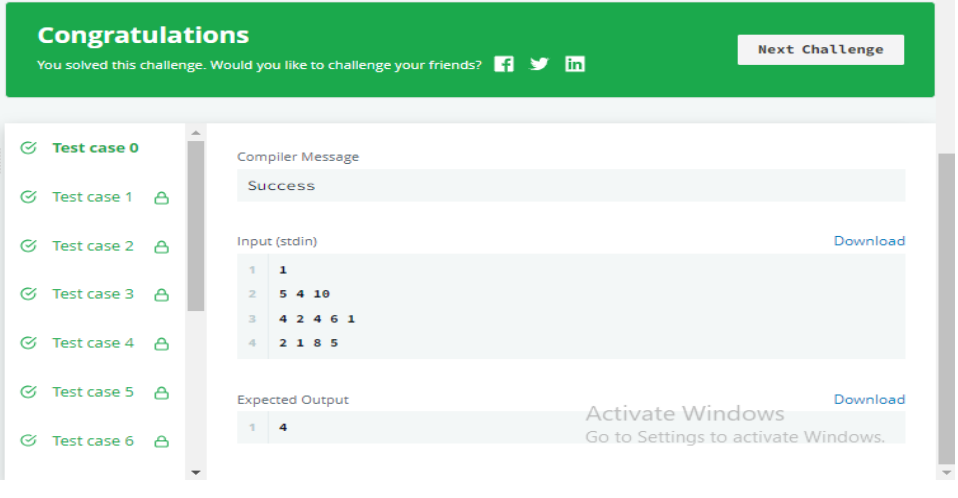 Congratulations
You solved this challenge. Would you like to challenge your friends?
Next Challenge
Test case 0
Test case 1
Test case 2
Test case 3
Test case 4
Test case 5
Test case 6
Compiler Message
Success
Input (stdin)
Download
1 1
2 5 4 10
3 4 2 4 6 1
4 2 1 8 5
Expected Output
Download
1 4
Activate Windows
Go to Settings to activate Windows.